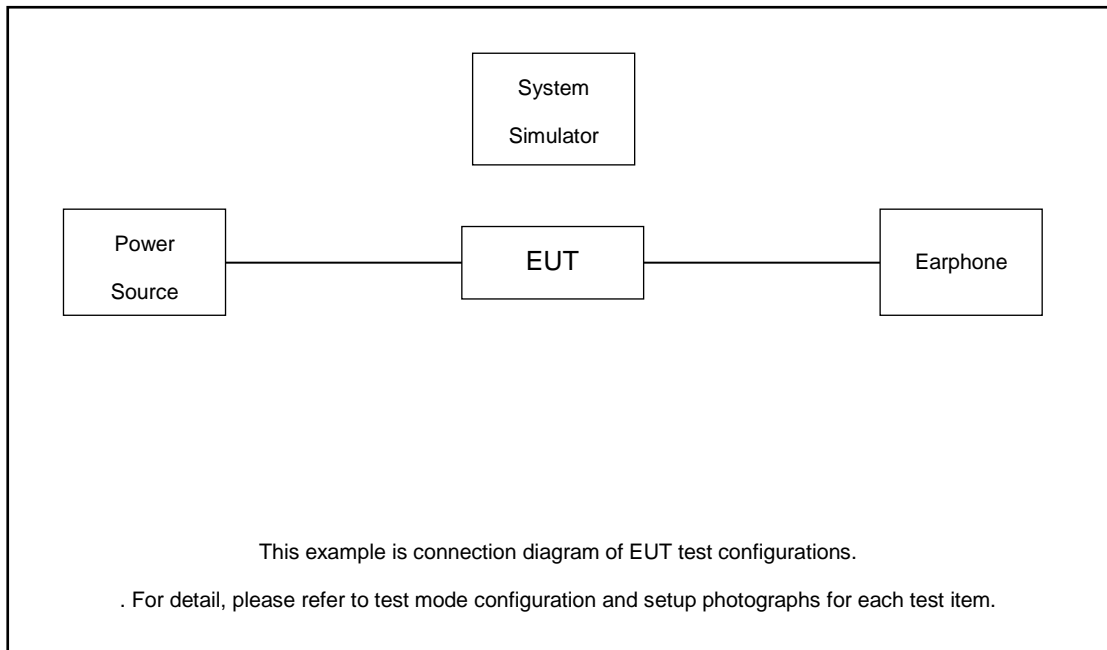 System
Simulator
Power
Source
EUT
Earphone
This example is connection diagram of EUT test configurations.
. For detail, please refer to test mode configuration and setup photographs for each test item.